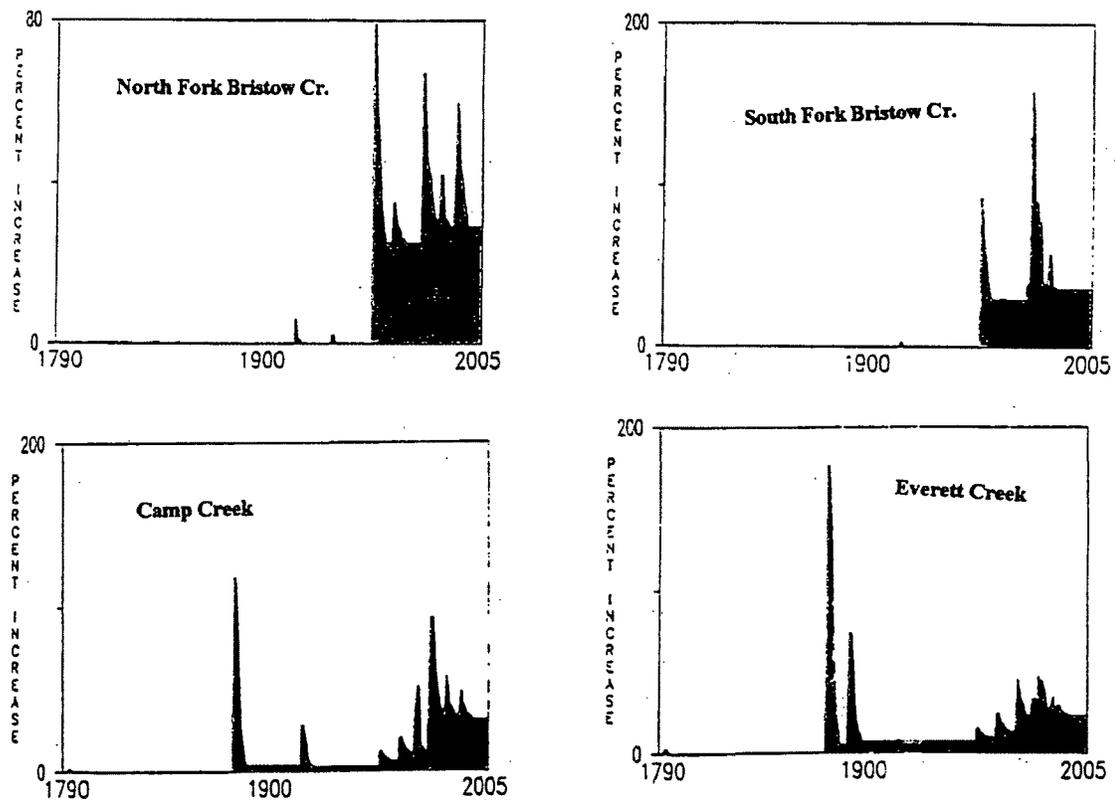 80
PERCENT INCREASE
North Fork Bristow Cr.
0
1790
1900
2005
200
PERCENT INCREASE
South Fork Bristow Cr.
0
1790
1900
2005
200
PERCENT INCREASE
Camp Creek
0
1790
1900
2005
200
PERCENT INCREASE
Everett Creek
0
1790
1900
2005